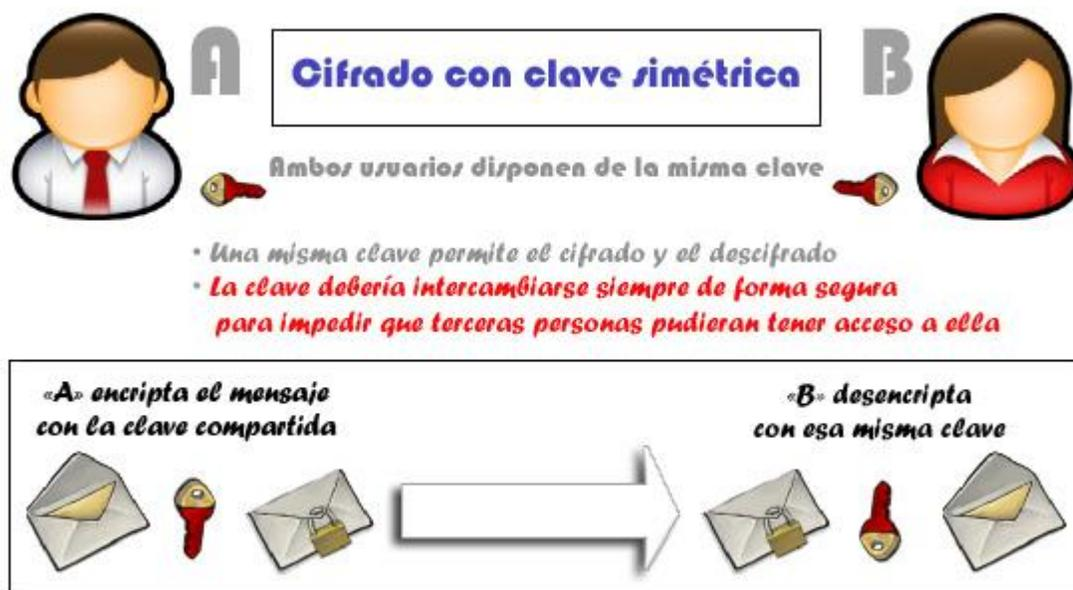 A
Cifrado con clave simétrica
B
Ambos usuarios disponen de la misma clave
• Una misma clave permite el cifrado y el descifrado
• La clave debería intercambiarse siempre de forma segura
para impedir que terceras personas pudieran tener acceso a ella
«A» encripta el mensaje
con la clave compartida
«B» desencripta
con esa misma clave